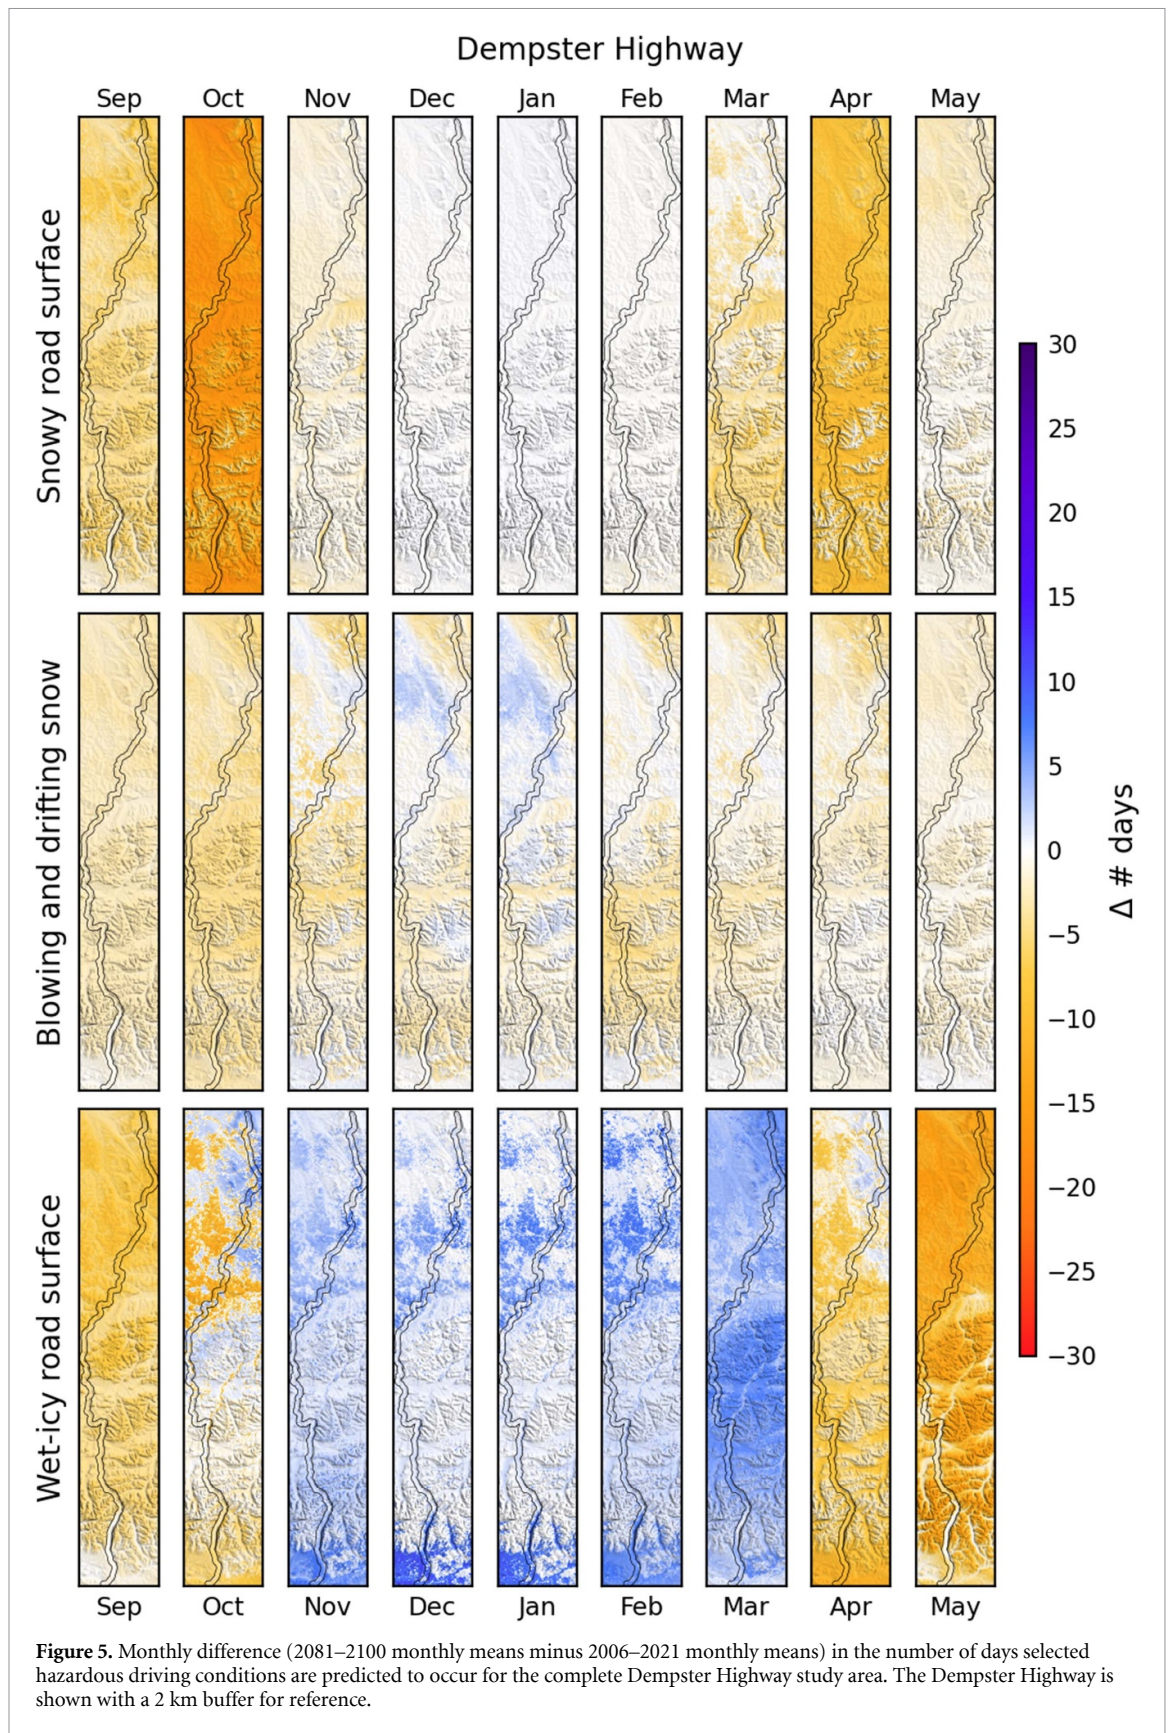 Dempster Highway
Sep Oct Nov Dec Jan Feb Mar Apr May
Snowy road surface
Blowing and drifting snow
Wet-icy road surface
30
25
20
15
10
5
0
−5
−10
−15
−20
−25
−30
Δ # days
Sep Oct Nov Dec Jan Feb Mar Apr May
Figure 5. Monthly difference (2081–2100 monthly means minus 2006–2021 monthly means) in the number of days selected
hazardous driving conditions are predicted to occur for the complete Dempster Highway study area. The Dempster Highway is
shown with a 2 km buffer for reference.